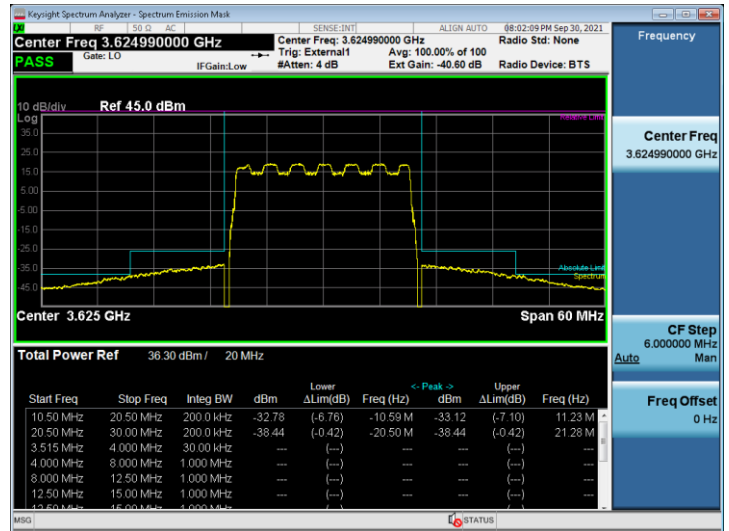 Keysight Spectrum Analyzer - Spectrum Emission Mask
LXI RF 50 Ω AC SENSE:INT ALIGN AUTO 08:02:09 PM Sep 30, 2021
Center Freq 3.624990000 GHz
Center Freq: 3.624990000 GHz
Radio Std: None
PASS
Gate: LO
IFGain:Low
Trig: External1
Avg: 100.00% of 100
#Atten: 4 dB
Ext Gain: -40.60 dB
Radio Device: BTS
10 dB/div
Ref 45.0 dBm
Log
Relative Limit
35.0
25.0
15.0
5.00
-5.00
-15.0
-25.0
-35.0
-45.0
Absolute Limit
Spectrum
Center 3.625 GHz
Span 60 MHz
Total Power Ref 36.30 dBm / 20 MHz
Lower <- Peak -> Upper
Start Freq Stop Freq Integ BW dBm ΔLim(dB) Freq (Hz) dBm ΔLim(dB) Freq (Hz)
10.50 MHz 20.50 MHz 200.0 kHz -32.78 (-6.76) -10.59 M -33.12 (-7.10) 11.23 M
20.50 MHz 30.00 MHz 200.0 kHz -38.44 (-0.42) -20.50 M -38.44 (-0.42) 21.28 M
3.515 MHz 4.000 MHz 30.00 kHz --- (---) --- --- (---) ---
4.000 MHz 8.000 MHz 1.000 MHz --- (---) --- --- (---) ---
8.000 MHz 12.50 MHz 1.000 MHz --- (---) --- --- (---) ---
12.50 MHz 15.00 MHz 1.000 MHz --- (---) --- --- (---) ---
MSG
STATUS
Frequency
Center Freq
3.624990000 GHz
CF Step
6.000000 MHz
Auto Man
Freq Offset
0 Hz